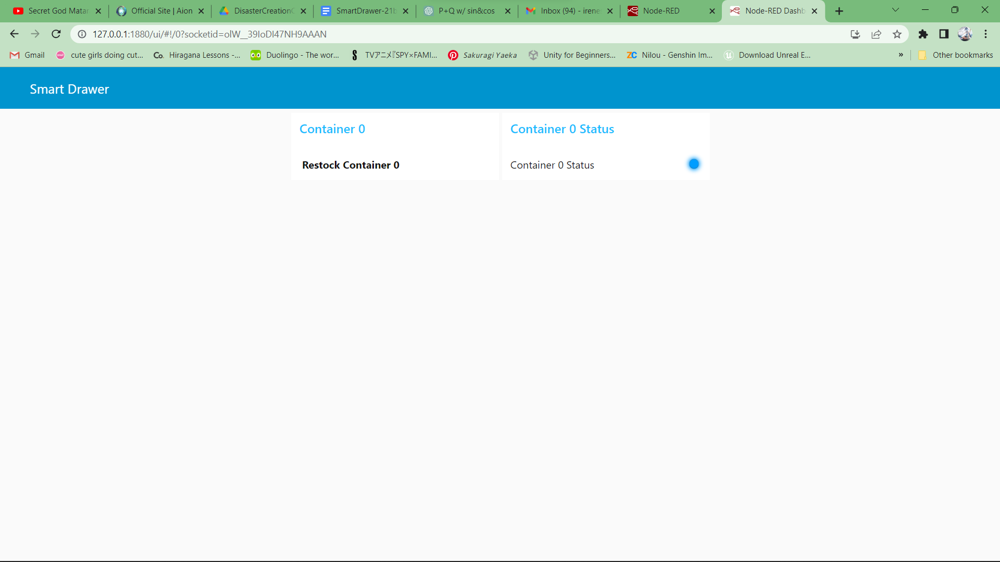 Secret God Matar
Official Site | Aion
DisasterCreationC
SmartDrawer-21b
P+Q w/ sin&cos
Inbox (94) - irene
Node-RED
Node-RED Dashb
127.0.0.1:1880/ui/#!/0?socketid=olW__39IoDI47NH9AAAN
Gmail
cute girls doing cut...
Co. Hiragana Lessons -...
Duolingo - The wor...
TVアニメ『SPY×FAMI...
Sakuragi Yaeka
Unity for Beginners...
ZC Nilou - Genshin Im...
Download Unreal E...
»
Other bookmarks
Smart Drawer
Container 0
Restock Container 0
Container 0 Status
Container 0 Status